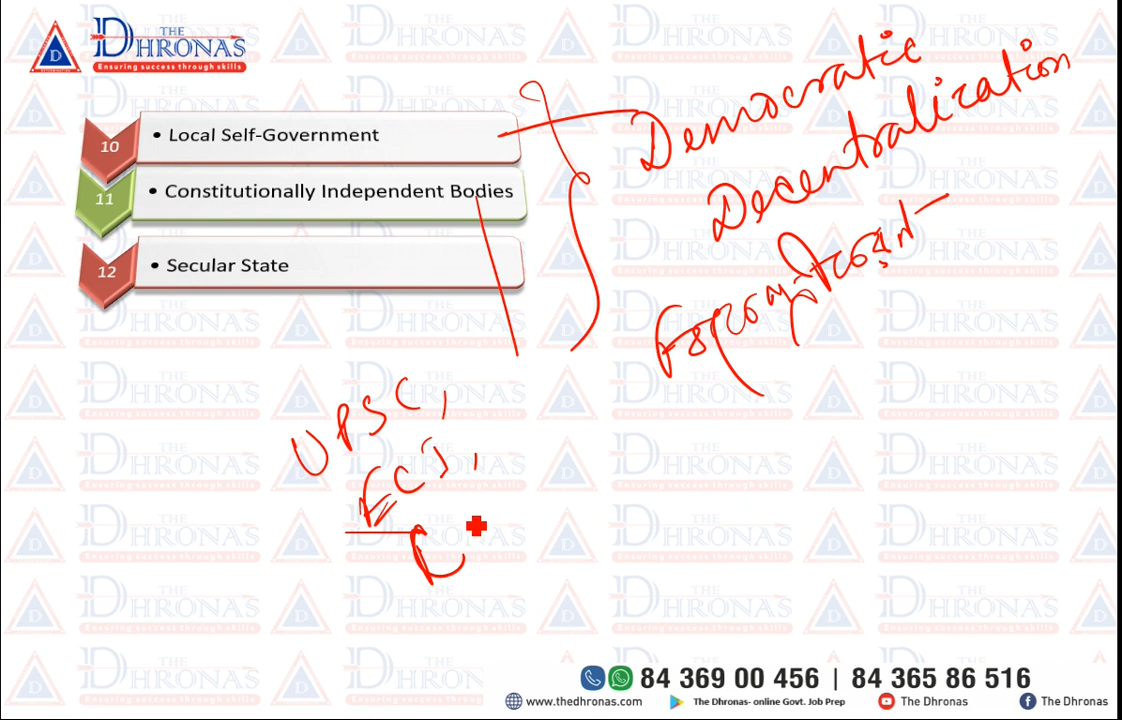 THE
DHRONAS
Ensuring success through skills
10 • Local Self-Government
11 • Constitutionally Independent Bodies
12 • Secular State
Democratic
Decentralization
UPSC,
ECI,
84 369 00 456 | 84 365 86 516
www.thedhronas.com The Dhronas- online Govt. Job Prep The Dhronas The Dhronas